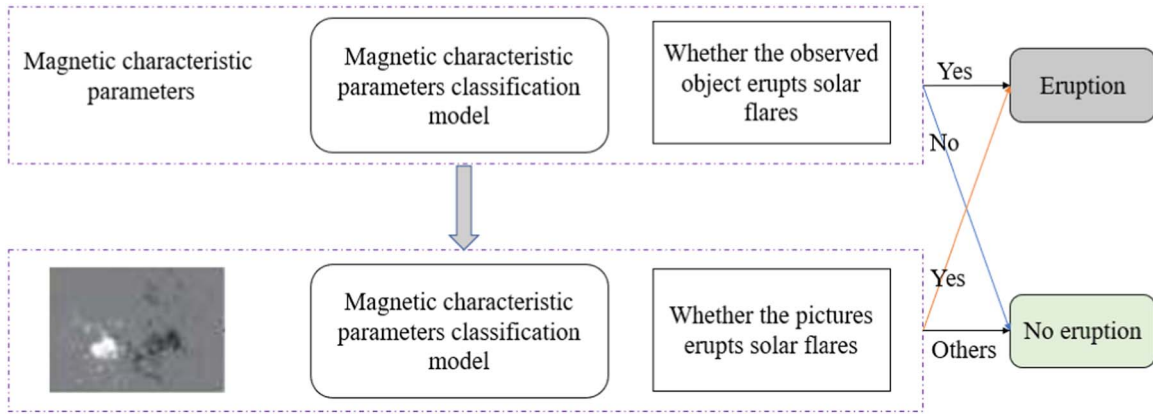 Magnetic characteristic
parameters
Magnetic characteristic
parameters classification
model
Whether the observed
object erupts solar
flares
Yes
No
Eruption
Magnetic characteristic
parameters classification
model
Whether the pictures
erupts solar flares
Yes
Others
No eruption